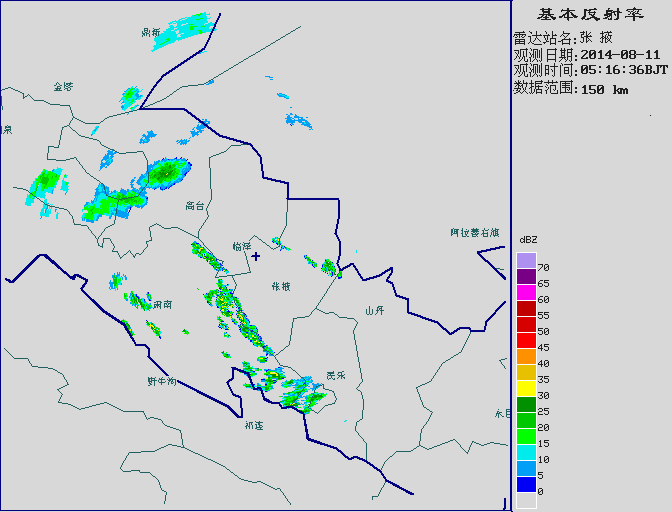 基本反射率
雷达站名:张 掖
观测日期:2014-08-11
观测时间:05:16:36BJT
数据范围:150 km
鼎新
金塔
泉
高台
临泽
阿拉善右旗
张掖
肃南
山丹
民乐
野牛沟
祁连
永昌
dBZ
70
65
60
55
50
45
40
35
30
25
20
15
10
5
0